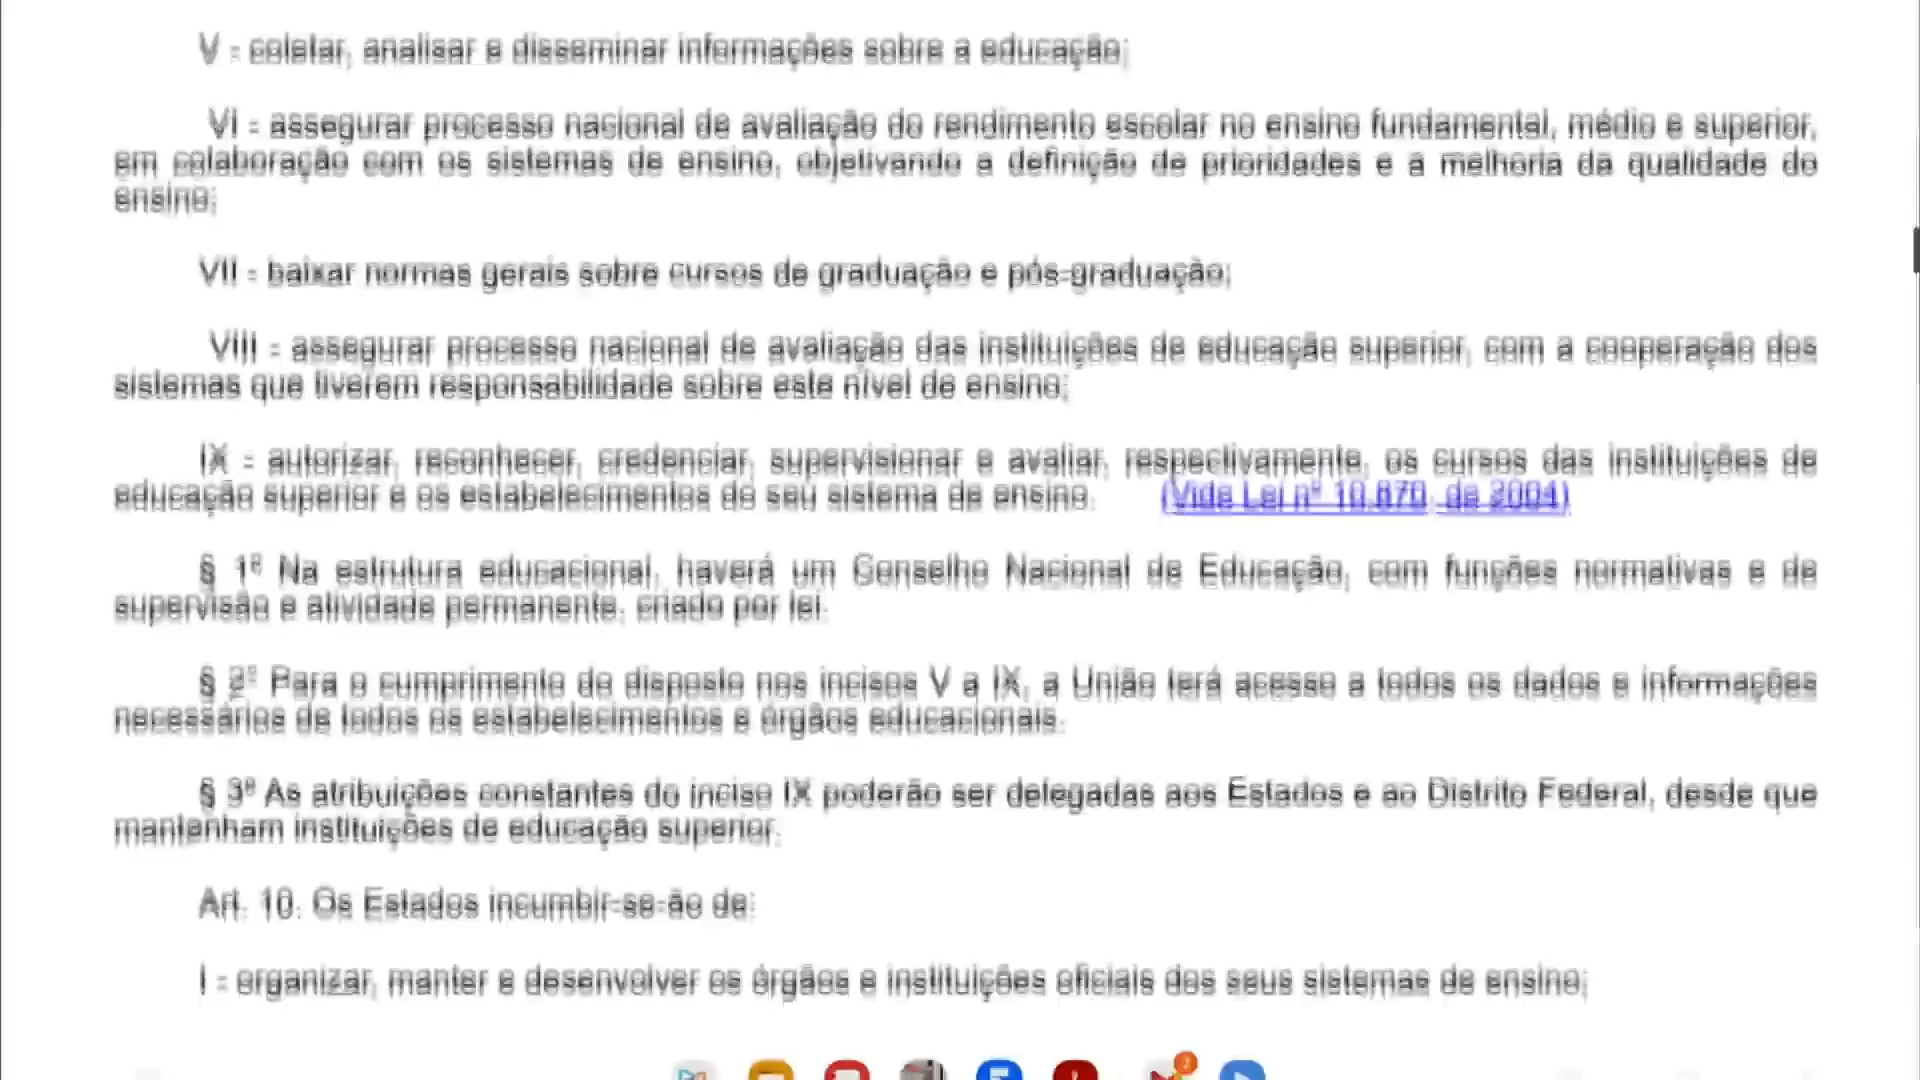 V - coletar, analisar e disseminar informações sobre a educação;
VI - assegurar processo nacional de avaliação do rendimento escolar no ensino fundamental, médio e superior,
em colaboração com os sistemas de ensino, objetivando a definição de prioridades e a melhoria da qualidade do
ensino;
VII - baixar normas gerais sobre cursos de graduação e pós-graduação;
VIII - assegurar processo nacional de avaliação das instituições de educação superior, com a cooperação dos
sistemas que tiverem responsabilidade sobre este nível de ensino;
IX - autorizar, reconhecer, credenciar, supervisionar e avaliar, respectivamente, os cursos das instituições de
educação superior e os estabelecimentos do seu sistema de ensino. (Vide Lei nº 10.870, de 2004)
§ 1º Na estrutura educacional, haverá um Conselho Nacional de Educação, com funções normativas e de
supervisão e atividade permanente, criado por lei.
§ 2° Para o cumprimento do disposto nos incisos V a IX, a União terá acesso a todos os dados e informações
necessários de todos os estabelecimentos e órgãos educacionais.
§ 3º As atribuições constantes do inciso IX poderão ser delegadas aos Estados e ao Distrito Federal, desde que
mantenham instituições de educação superior.
Art. 10. Os Estados incumbir-se-ão de:
I - organizar, manter e desenvolver os órgãos e instituições oficiais dos seus sistemas de ensino;